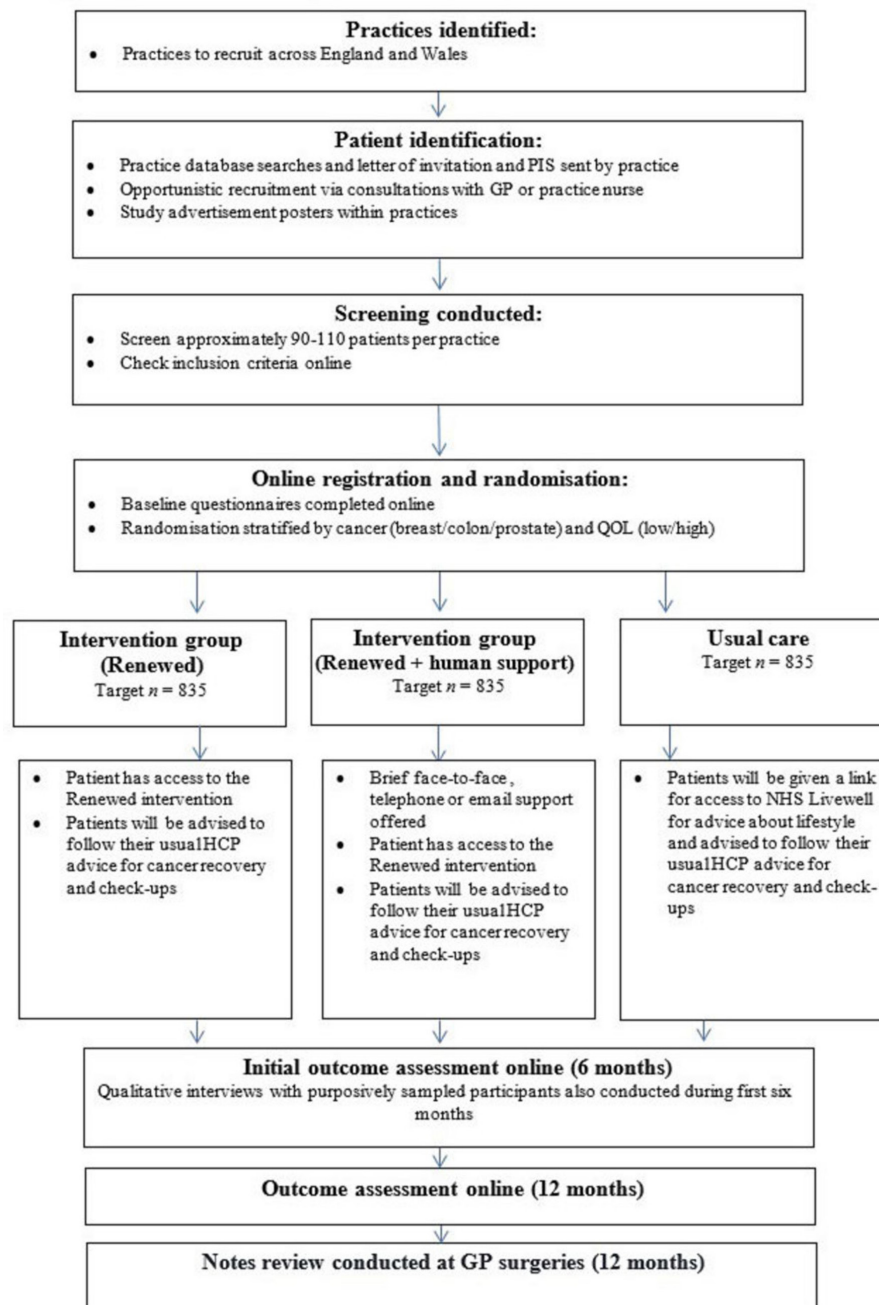 Practices identified:
• Practices to recruit across England and Wales
Patient identification:
• Practice database searches and letter of invitation and PIS sent by practice
• Opportunistic recruitment via consultations with GP or practice nurse
• Study advertisement posters within practices
Screening conducted:
• Screen approximately 90-110 patients per practice
• Check inclusion criteria online
Online registration and randomisation:
• Baseline questionnaires completed online
• Randomisation stratified by cancer (breast/colon/prostate) and QOL (low/high)
Intervention group
(Renewed)
Target n = 835
Intervention group
(Renewed + human support)
Target n = 835
Usual care
Target n = 835
• Patient has access to the
Renewed intervention
• Patients will be advised to
follow their usual HCP
advice for cancer recovery
and check-ups
• Brief face-to-face,
telephone or email support
offered
• Patient has access to the
Renewed intervention
• Patients will be advised to
follow their usual HCP
advice for cancer recovery
and check-ups
• Patients will be given a link
for access to NHS Livewell
for advice about lifestyle
and advised to follow their
usual HCP advice for
cancer recovery and check-
ups
Initial outcome assessment online (6 months)
Qualitative interviews with purposively sampled participants also conducted during first six
months
Outcome assessment online (12 months)
Notes review conducted at GP surgeries (12 months)